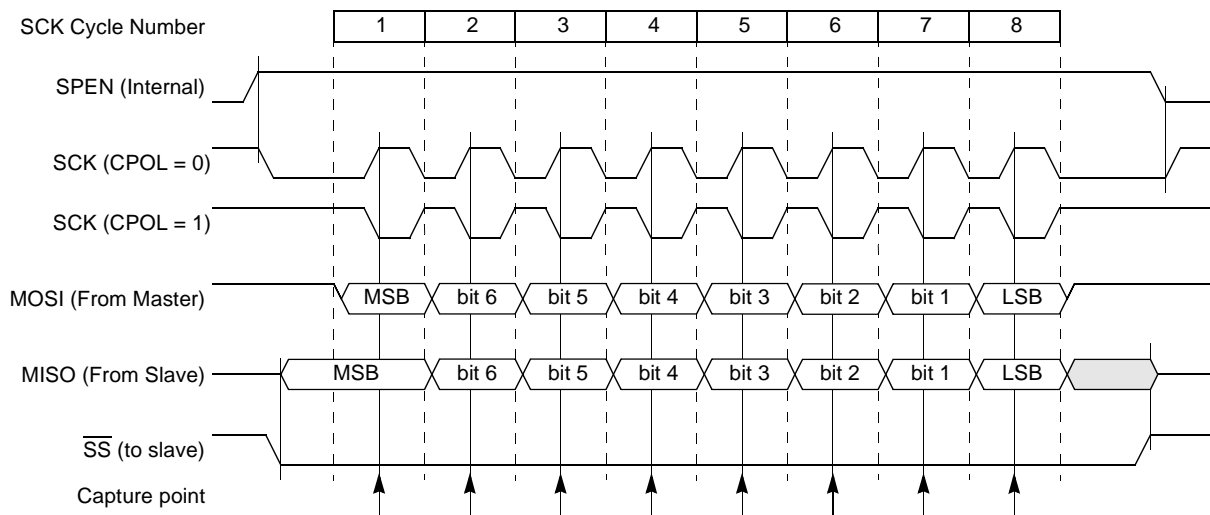 SCK Cycle Number 1 2 3 4 5 6 7 8
SPEN (Internal)
SCK (CPOL = 0)
SCK (CPOL = 1)
MOSI (From Master) MSB bit 6 bit 5 bit 4 bit 3 bit 2 bit 1 LSB
MISO (From Slave) MSB bit 6 bit 5 bit 4 bit 3 bit 2 bit 1 LSB
SS (to slave)
Capture point